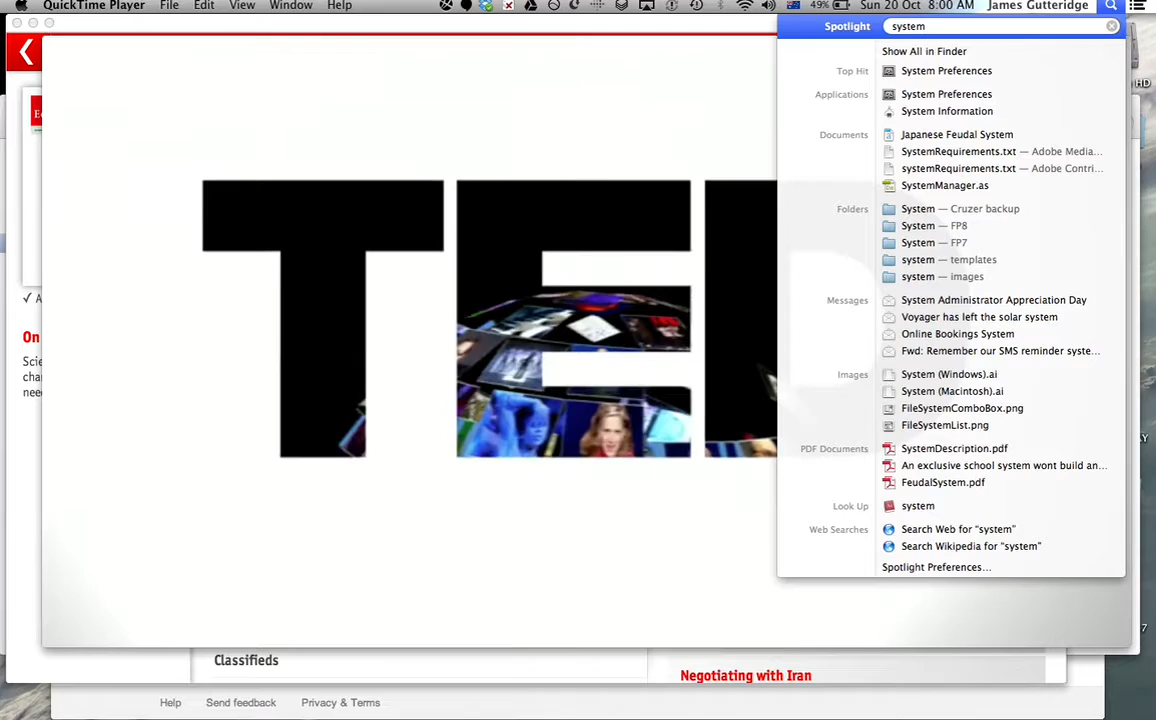 QuickTime Player File Edit View Window Help 49% Sun 20 Oct 8:00 AM James Gutteridge
Spotlight system
Show All in Finder
Top Hit System Preferences
Applications System Preferences
System Information
Documents Japanese Feudal System
SystemRequirements.txt — Adobe Media...
systemRequirements.txt — Adobe Contri...
SystemManager.as
Folders System — Cruzer backup
System — FP8
System — FP7
system — templates
system — images
Messages System Administrator Appreciation Day
Voyager has left the solar system
Online Bookings System
Fwd: Remember our SMS reminder syste...
Images System (Windows).ai
System (Macintosh).ai
FileSystemComboBox.png
FileSystemList.png
PDF Documents SystemDescription.pdf
An exclusive school system wont build an...
FeudalSystem.pdf
Look Up system
Web Searches Search Web for "system"
Search Wikipedia for "system"
Spotlight Preferences...
HD
TED
✓ A
On
Scie
cha
nee
Classifieds
Negotiating with Iran
Help Send feedback Privacy & Terms